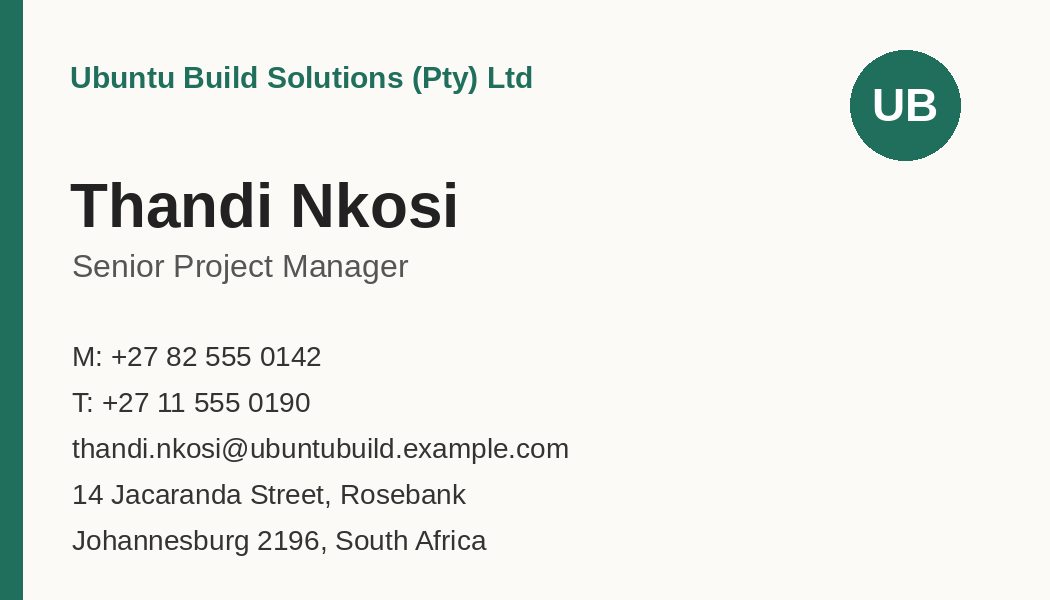 Ubuntu Build Solutions (Pty) Ltd
UB
Thandi Nkosi
Senior Project Manager
M: +27 82 555 0142
T: +27 11 555 0190
thandi.nkosi@ubuntubuild.example.com
14 Jacaranda Street, Rosebank
Johannesburg 2196, South Africa